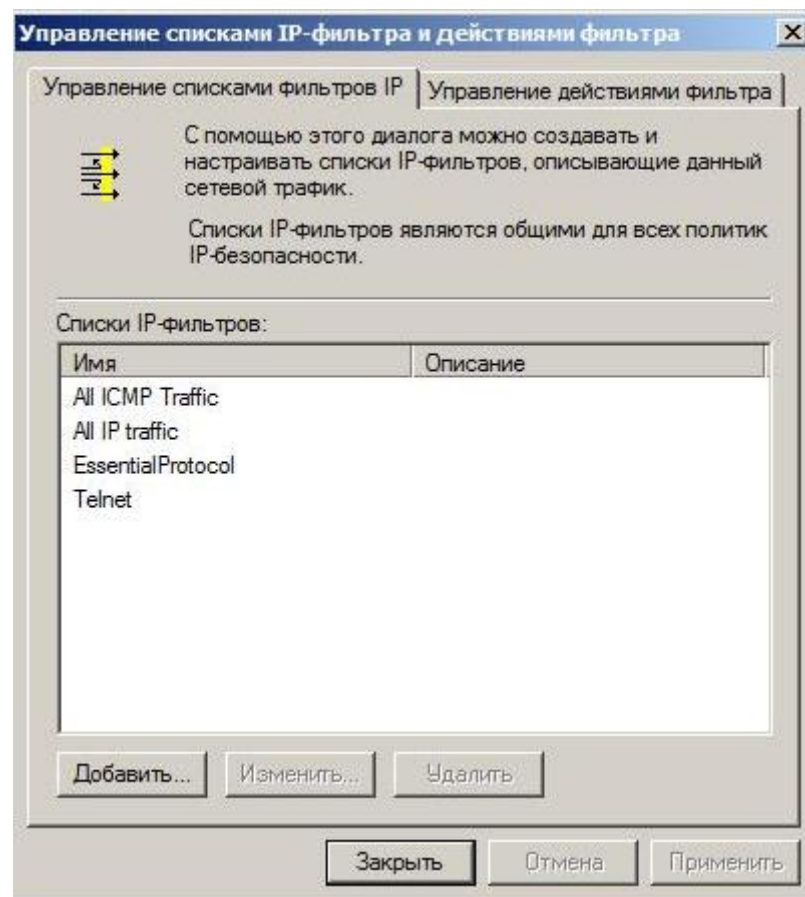 Управление списками IP-фильтра и действиями фильтра
Управление списками фильтров IP
Управление действиями фильтра
С помощью этого диалога можно создавать и
настраивать списки IP-фильтров, описывающие данный
сетевой трафик.
Списки IP-фильтров являются общими для всех политик
IP-безопасности.
Списки IP-фильтров:
Имя
Описание
All ICMP Traffic
All IP traffic
EssentialProtocol
Telnet
Добавить...
Изменить...
Удалить
Закрыть
Отмена
Применить